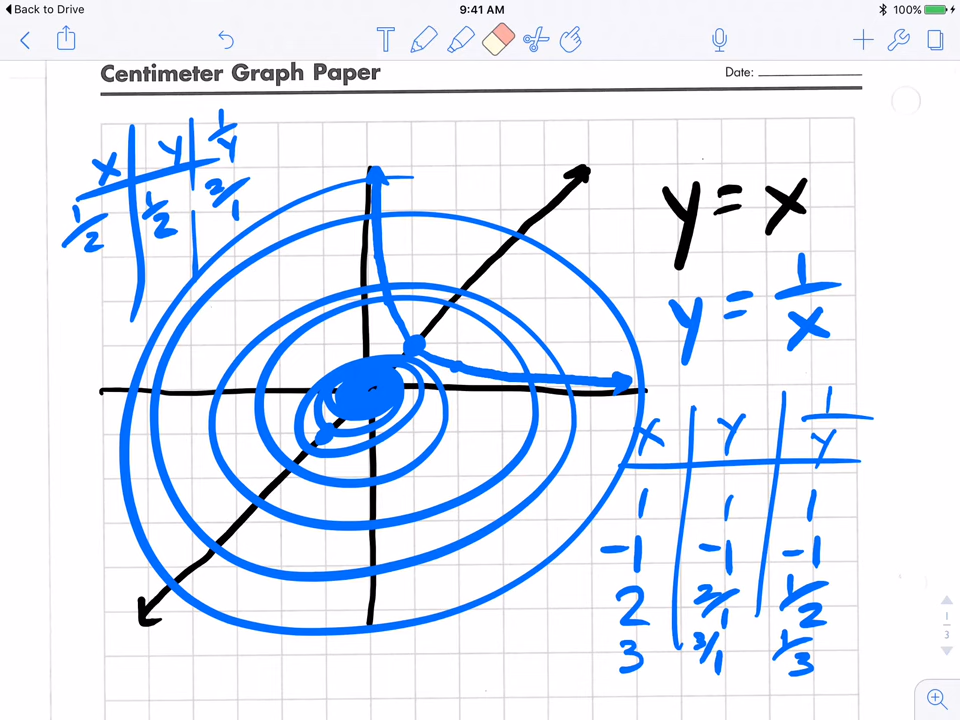 Back to Drive
9:41 AM
100%
T
Centimeter Graph Paper
Date:
x y 1/y
1/2 1/2 2/1
y = x
y = 1/x
x y 1/y
1 1 1
-1 -1 -1
2 2/1 1/2
3 3/1 1/3
1
3